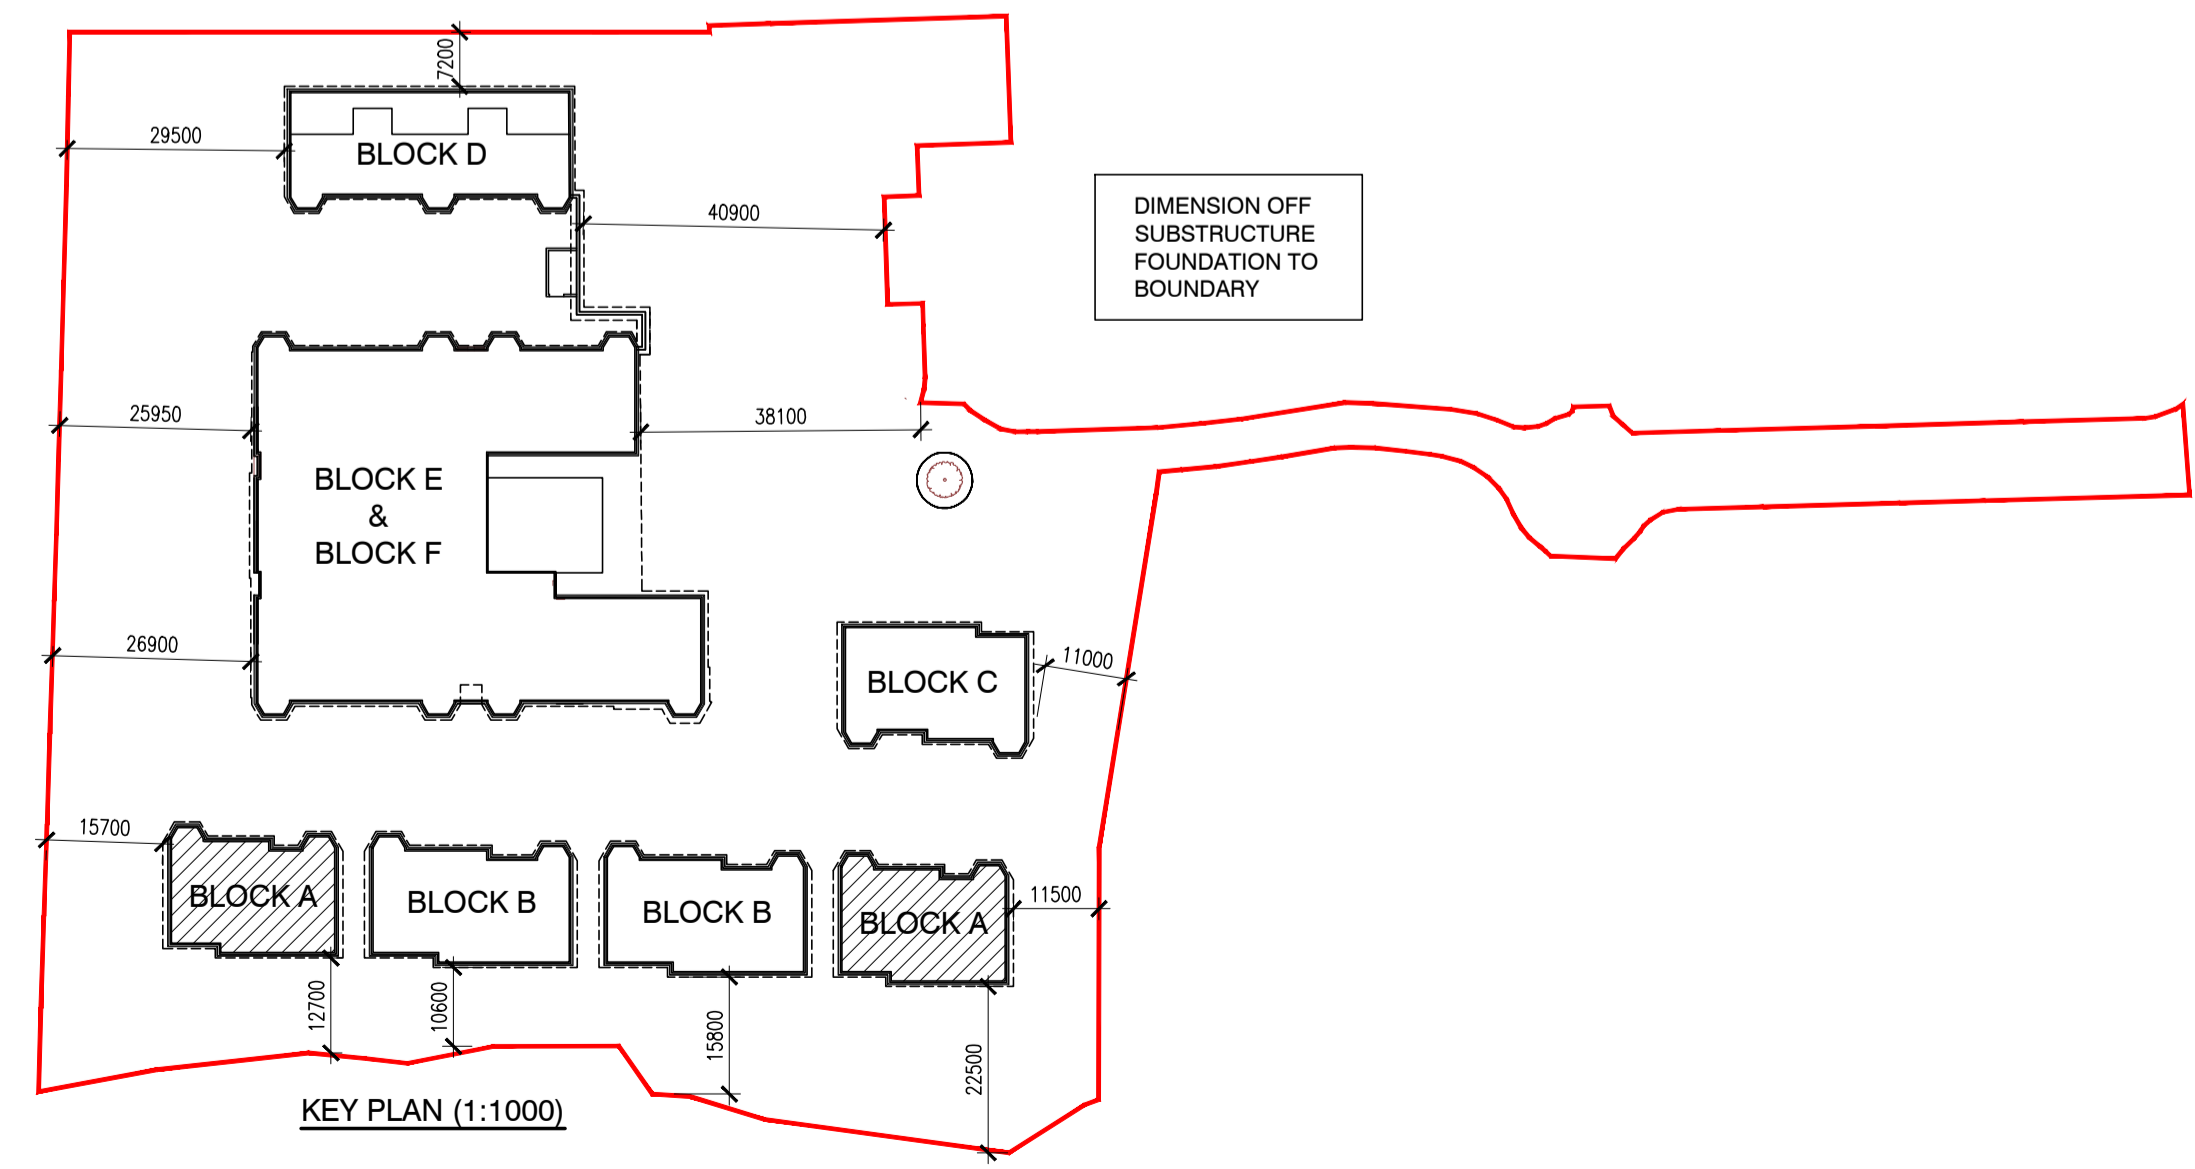 7200
29500
BLOCK D
40900
DIMENSION OFF
SUBSTRUCTURE
FOUNDATION TO
BOUNDARY
25950
38100
BLOCK E
&
BLOCK F
26900
11000
BLOCK C
15700
BLOCK A
BLOCK B
BLOCK B
BLOCK A
11500
12700
10600
15800
22500
KEY PLAN (1:1000)